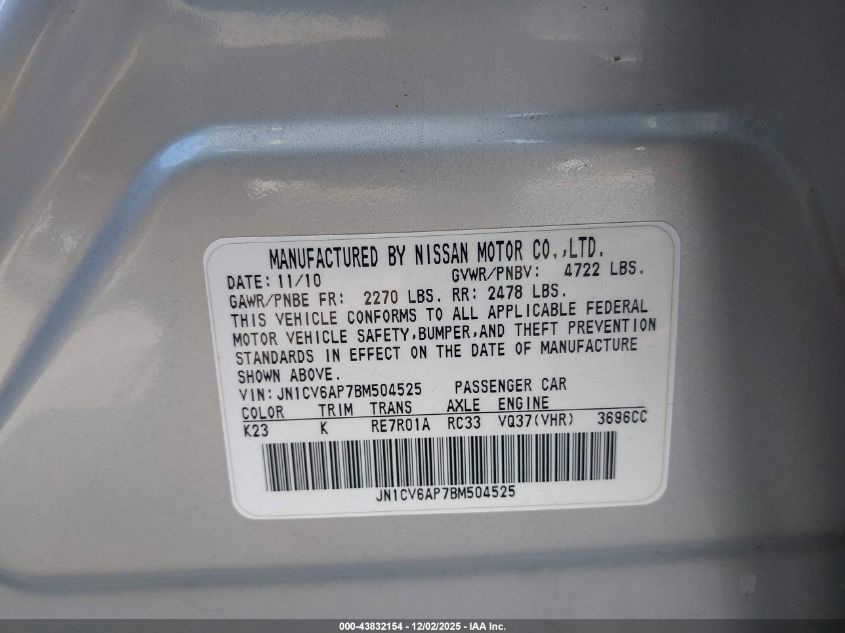 MANUFACTURED BY NISSAN MOTOR CO.,LTD.
DATE: 11/10 GVWR/PNBV: 4722 LBS.
GAWR/PNBE FR: 2270 LBS. RR: 2478 LBS.
THIS VEHICLE CONFORMS TO ALL APPLICABLE FEDERAL
MOTOR VEHICLE SAFETY,BUMPER,AND THEFT PREVENTION
STANDARDS IN EFFECT ON THE DATE OF MANUFACTURE
SHOWN ABOVE.
VIN:JN1CV6AP7BM504525 PASSENGER CAR
COLOR TRIM TRANS AXLE ENGINE
K23 K RE7R01A RC33 VQ37(VHR) 3696CC
JN1CV6AP7BM504525
000-43832154 - 12/02/2025 - IAA Inc.